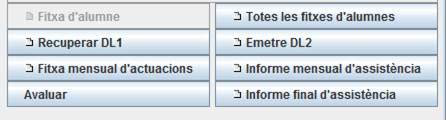 Fitxa d'alumne
Totes les fitxes d'alumnes
Recuperar DL1
Emetre DL2
Fitxa mensual d'actuacions
Informe mensual d'assistència
Avaluar
Informe final d'assistència